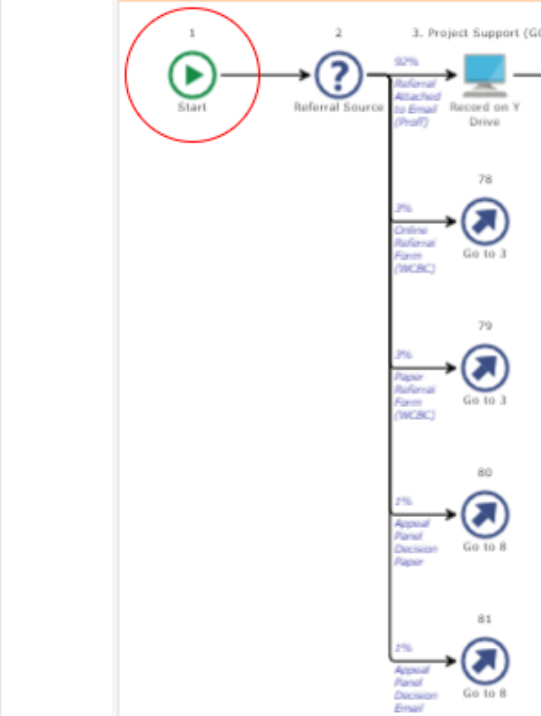 1
2
3. Project Support (GO
Start
Referral Source
92%
Referral
Attached
to Email
(Proff)
Record on Y
Drive
78
3%
Online
Referral
Form
(WCBC)
Go to 3
79
3%
Paper
Referral
Form
(WCBC)
Go to 3
80
1%
Appeal
Panel
Decision
Paper
Go to 8
81
1%
Appeal
Panel
Decision
Email
Go to 8